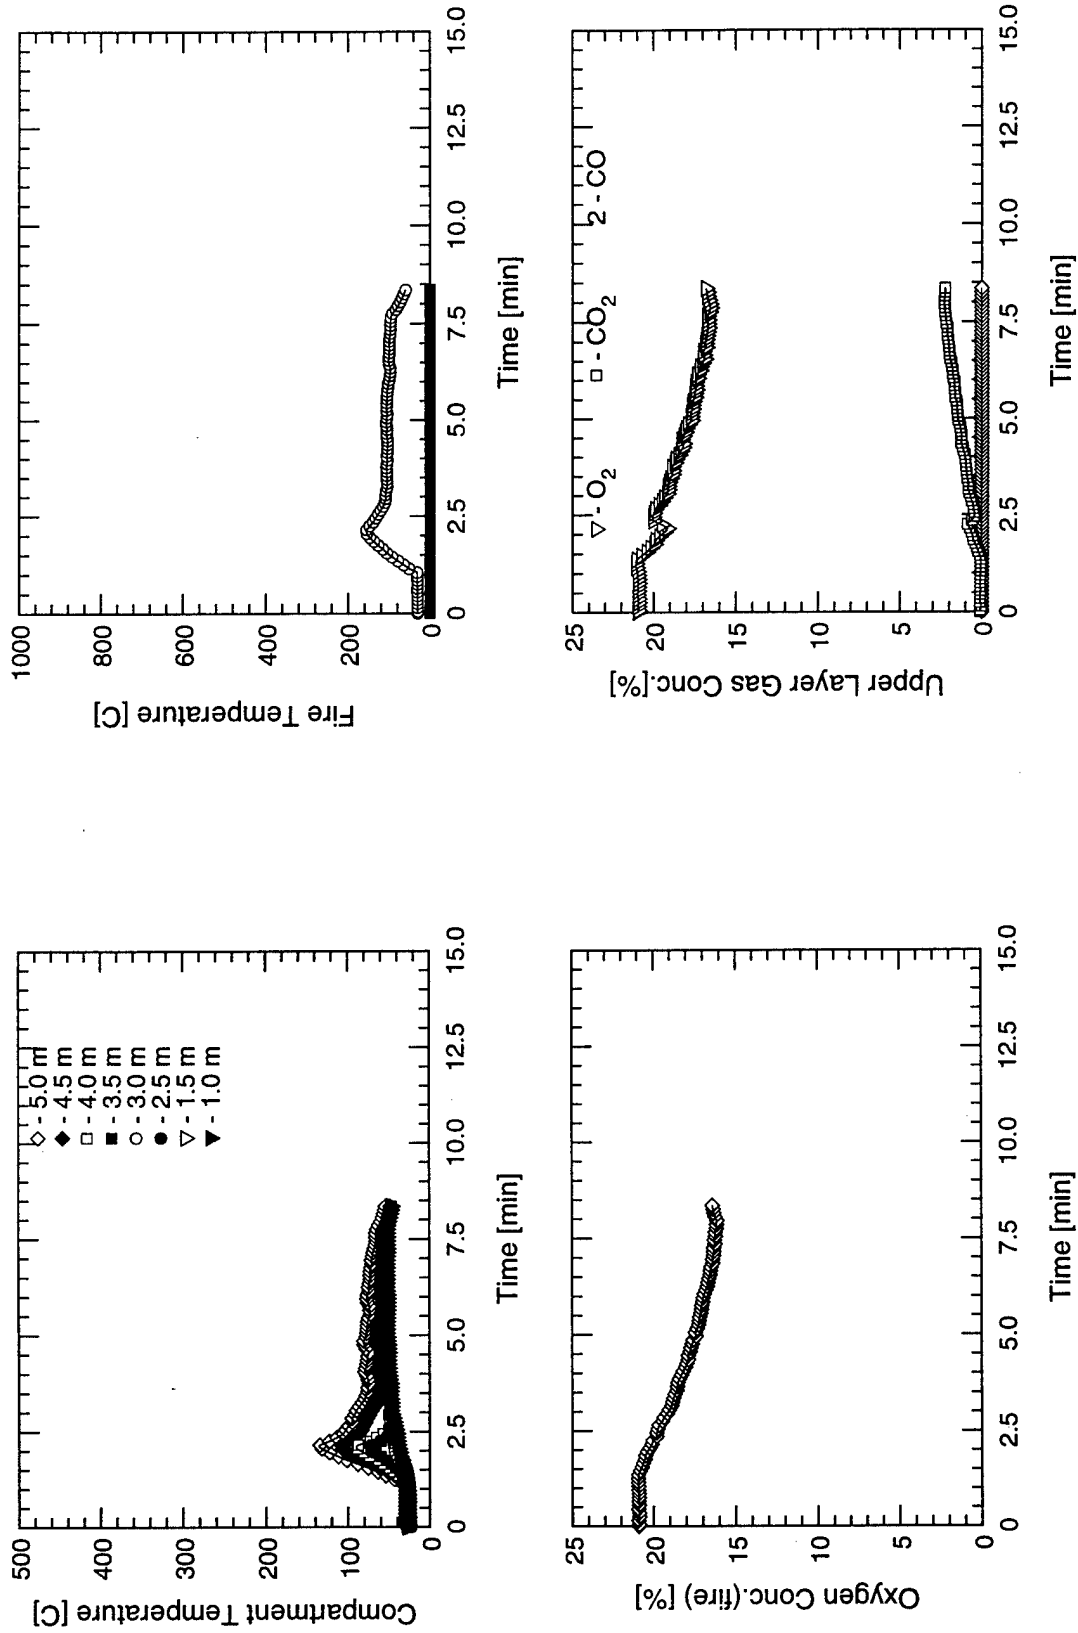 Compartment Temperature [C]
500
400
300
200
100
0
- 5.0 m
- 4.5 m
- 4.0 m
- 3.5 m
- 3.0 m
- 2.5 m
- 1.5 m
- 1.0 m
0 2.5 5.0 7.5 10.0 12.5 15.0
Time [min]
Fire Temperature [C]
1000
800
600
400
200
0
0 2.5 5.0 7.5 10.0 12.5 15.0
Time [min]
Oxygen Conc.(fire) [%]
25
20
15
10
5
0
0 2.5 5.0 7.5 10.0 12.5 15.0
Time [min]
Upper Layer Gas Conc.[%]
25
20
15
10
5
0
- O2 - CO2 2 - CO
0 2.5 5.0 7.5 10.0 12.5 15.0
Time [min]